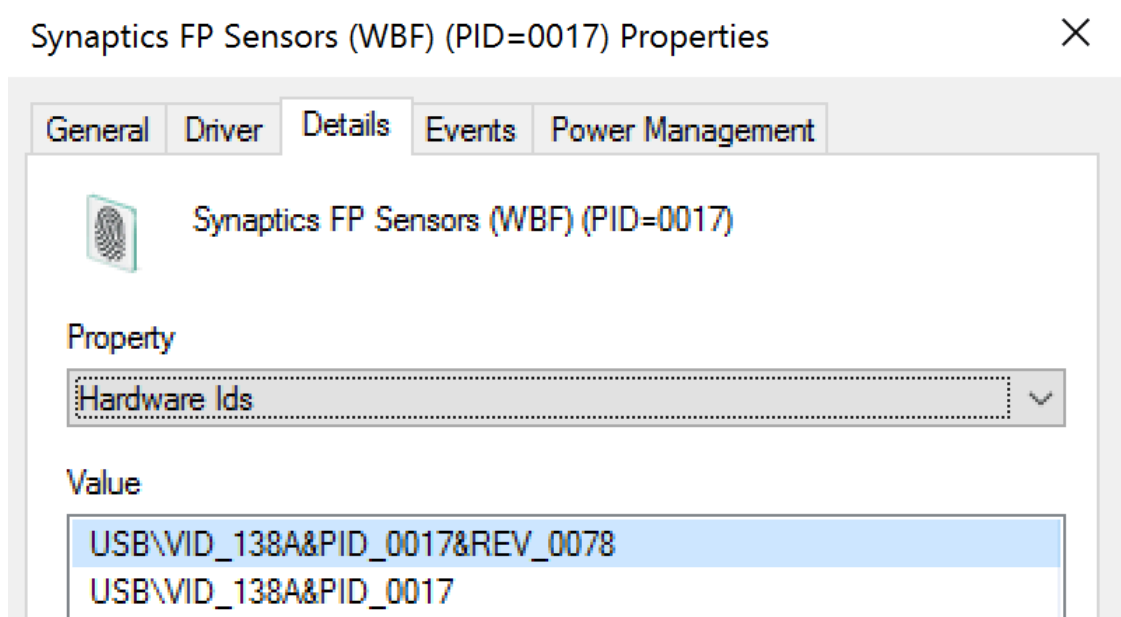 Synaptics FP Sensors (WBF) (PID=0017) Properties
General Driver Details Events Power Management
Synaptics FP Sensors (WBF) (PID=0017)
Property
Hardware Ids
Value
USB\VID_138A&PID_0017&REV_0078
USB\VID_138A&PID_0017